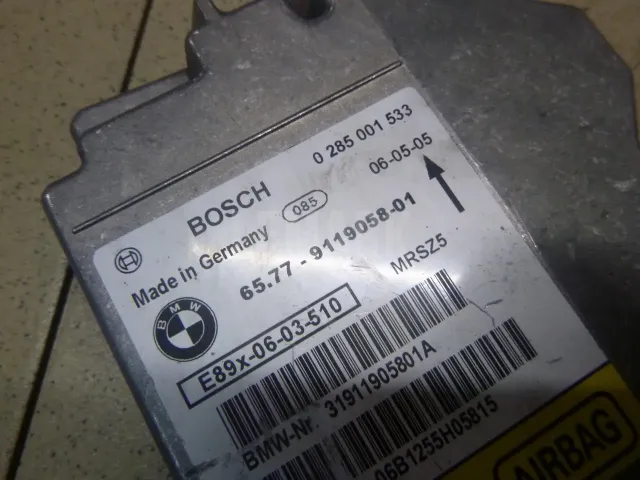 BOSCH 0 285 001 533
085 06-05-05
Made in Germany
65.77 - 9119058-01
BMW
E89x-06-03-510 MRSZ5
BMW-Nr. 31911905801A
06B1255H05815
AIRBAG